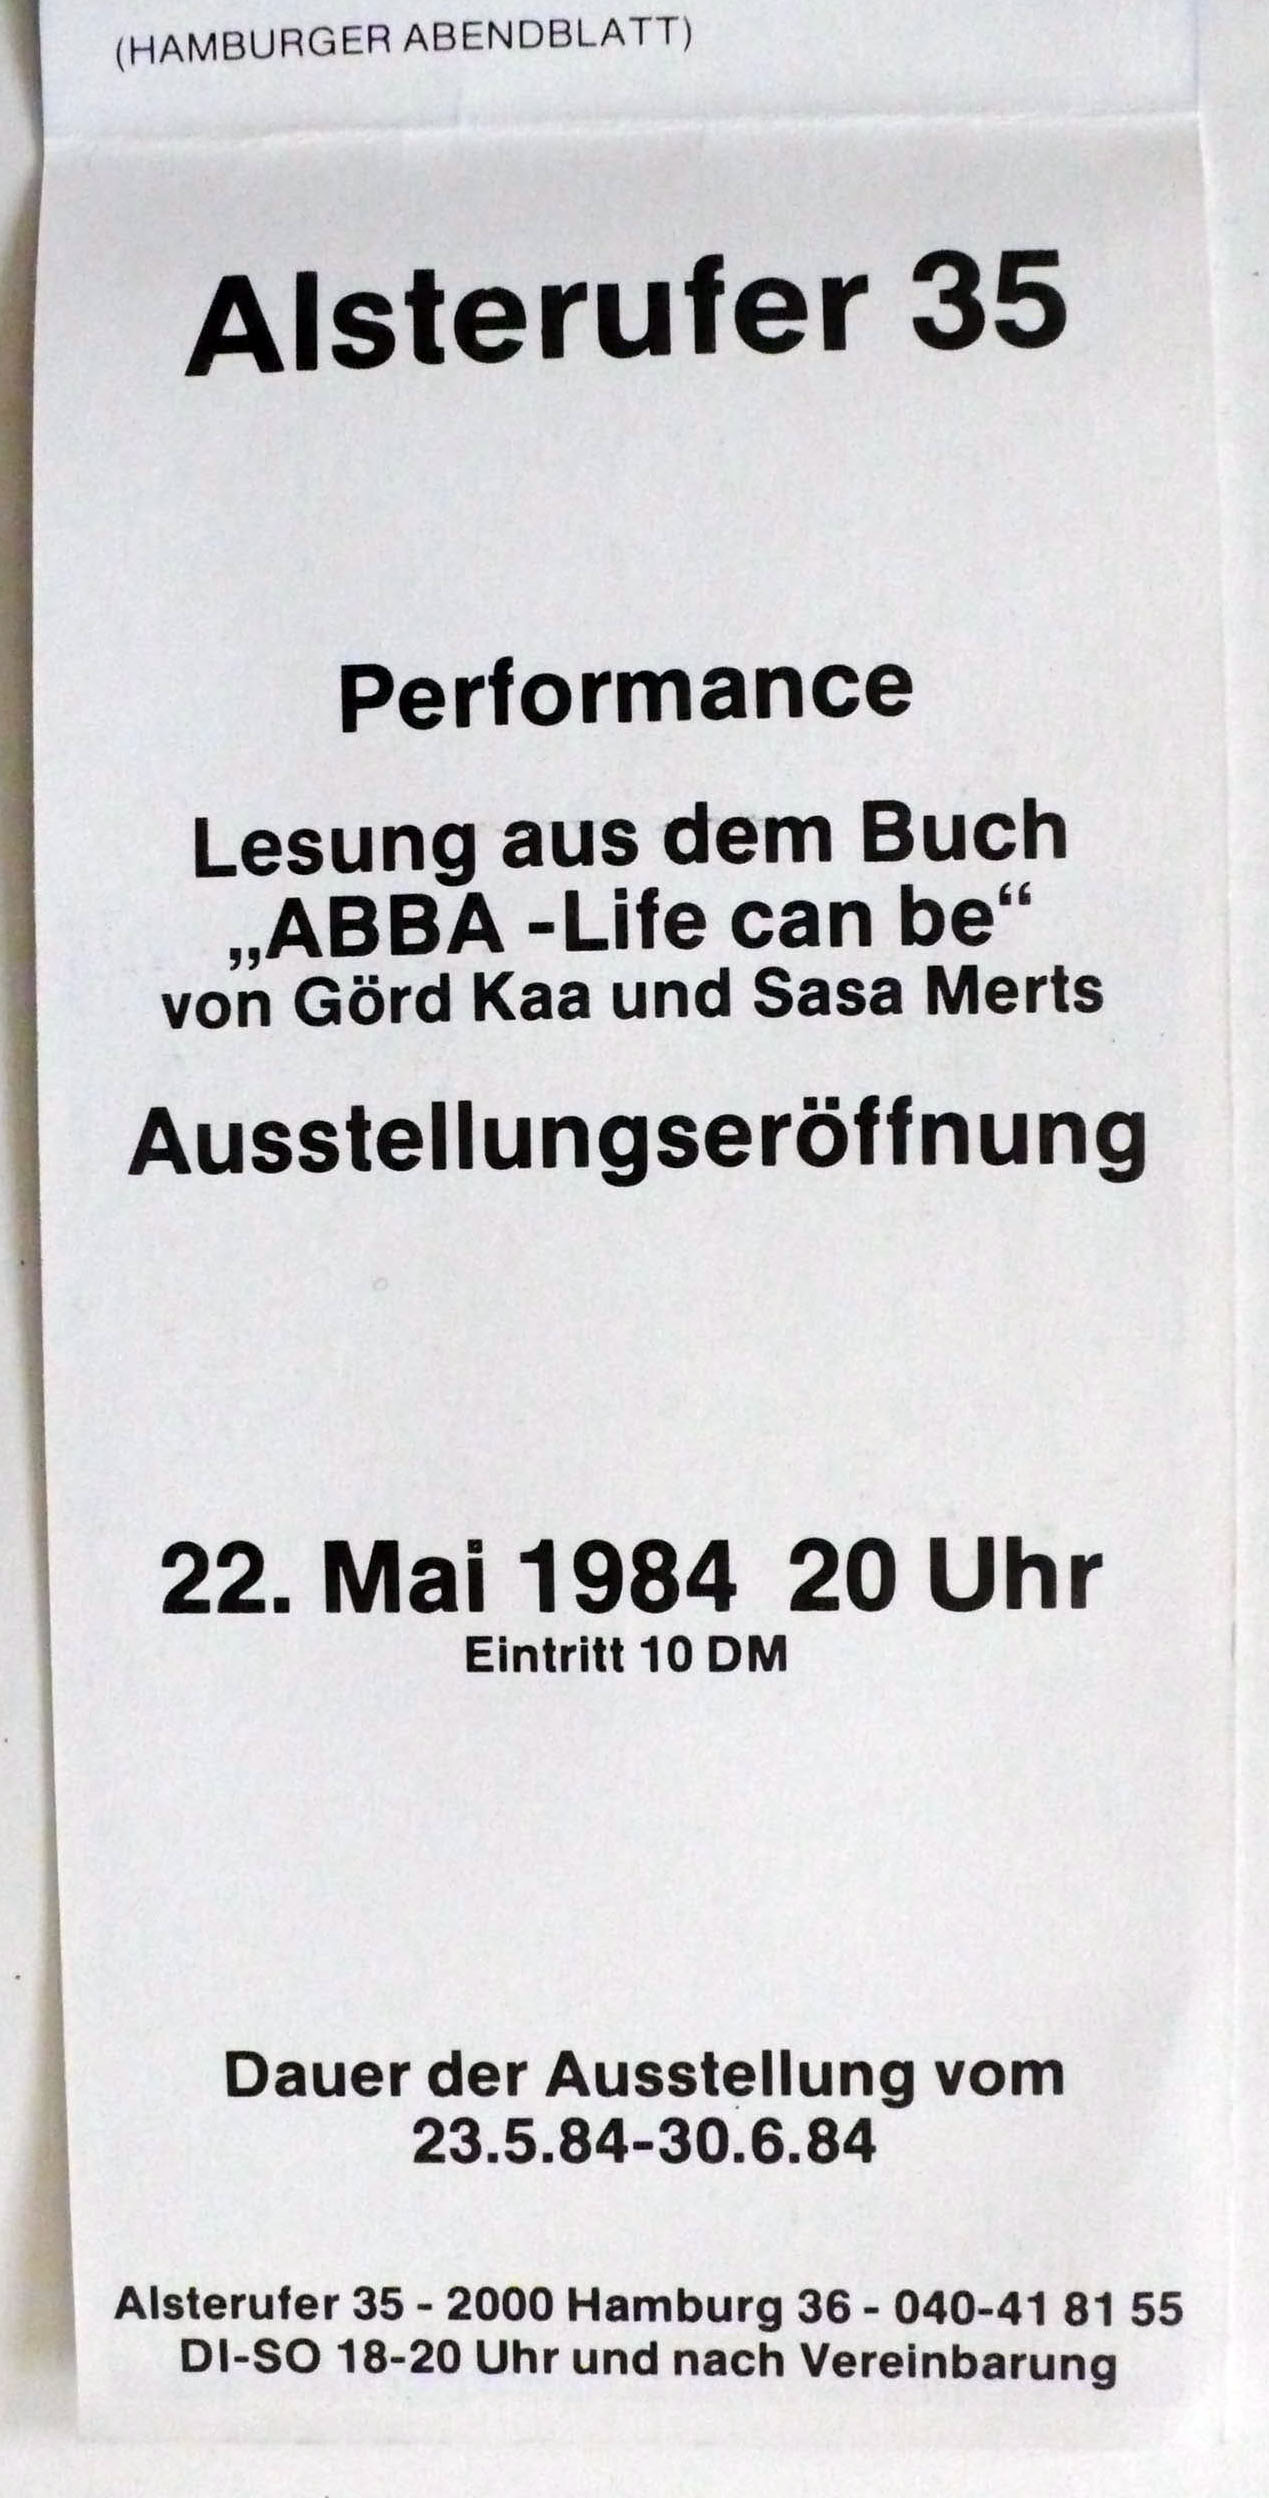 (HAMBURGER ABENDBLATT)
Alsterufer 35
Performance
Lesung aus dem Buch
„ABBA -Life can be“
von Görd Kaa und Sasa Merts
Ausstellungseröffnung
22. Mai 1984 20 Uhr
Eintritt 10 DM
Dauer der Ausstellung vom
23.5.84-30.6.84
Alsterufer 35 - 2000 Hamburg 36 - 040-41 81 55
DI-SO 18-20 Uhr und nach Vereinbarung